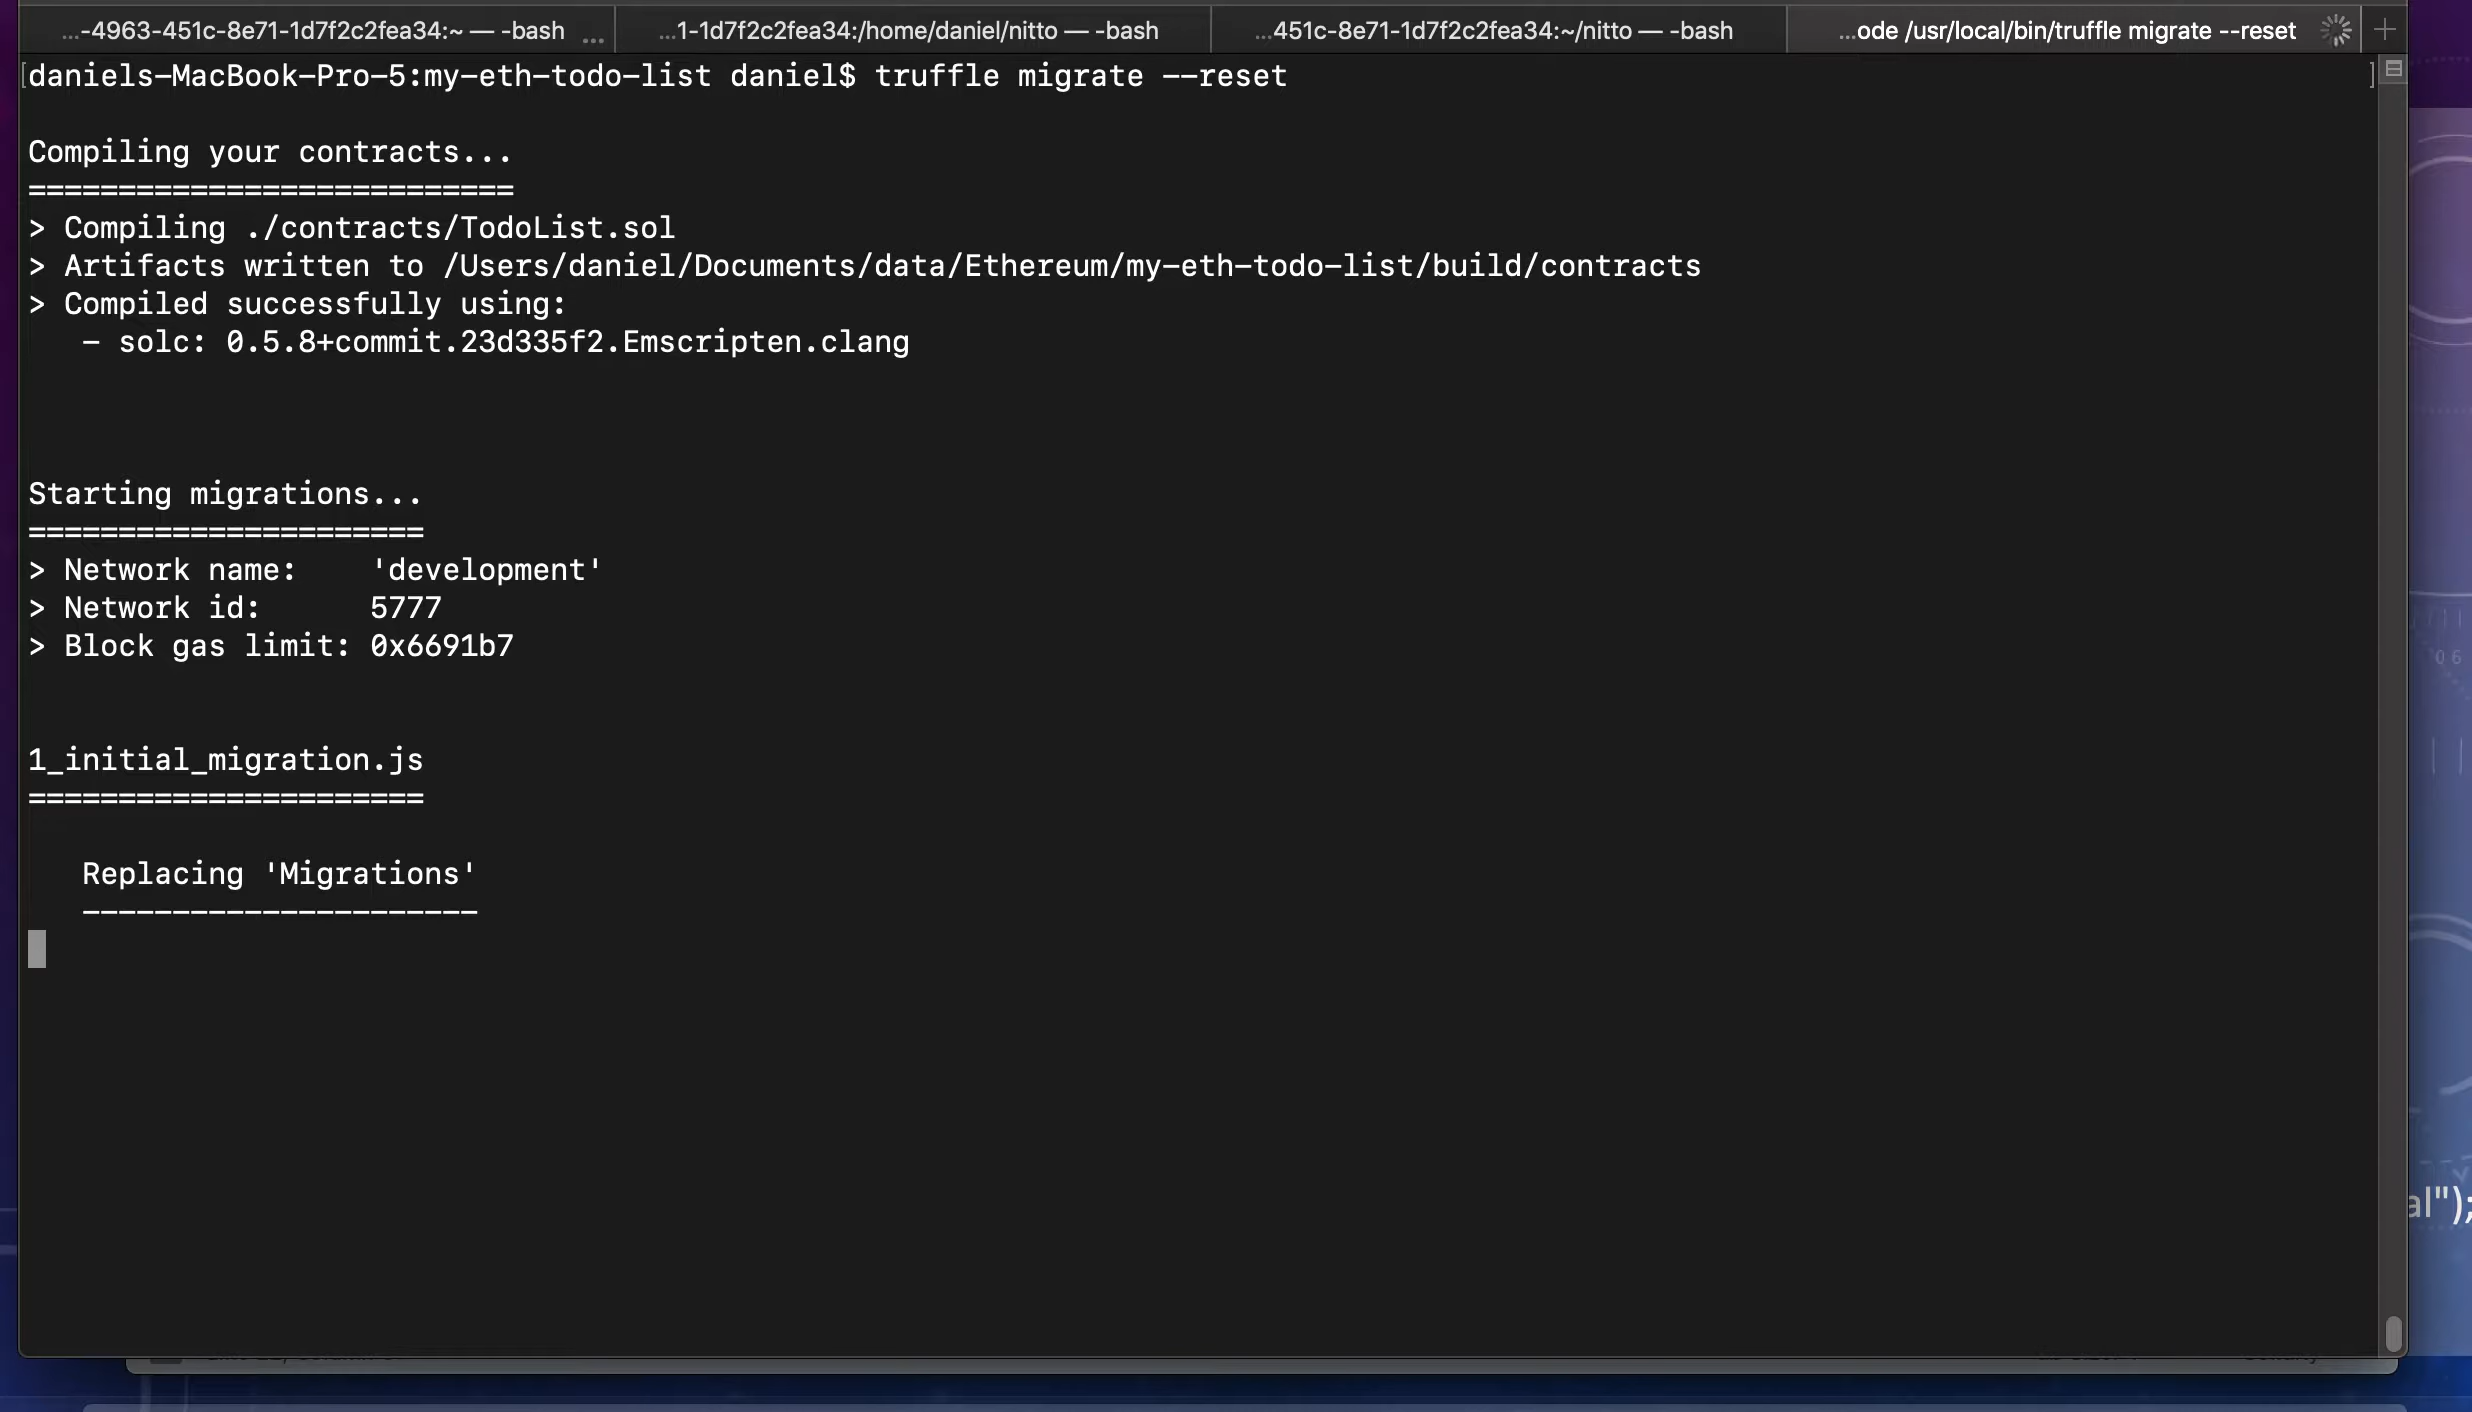 ...-4963-451c-8e71-1d7f2c2fea34:~ — -bash ...
...1-1d7f2c2fea34:/home/daniel/nitto — -bash
...451c-8e71-1d7f2c2fea34:~/nitto — -bash
...ode /usr/local/bin/truffle migrate --reset
[daniels-MacBook-Pro-5:my-eth-todo-list daniel$ truffle migrate --reset ]
Compiling your contracts...
===========================
> Compiling ./contracts/TodoList.sol
> Artifacts written to /Users/daniel/Documents/data/Ethereum/my-eth-todo-list/build/contracts
> Compiled successfully using:
   - solc: 0.5.8+commit.23d335f2.Emscripten.clang
Starting migrations...
======================
> Network name:    'development'
> Network id:      5777
> Block gas limit: 0x6691b7
1_initial_migration.js
======================
   Replacing 'Migrations'
   ----------------------
06
al");